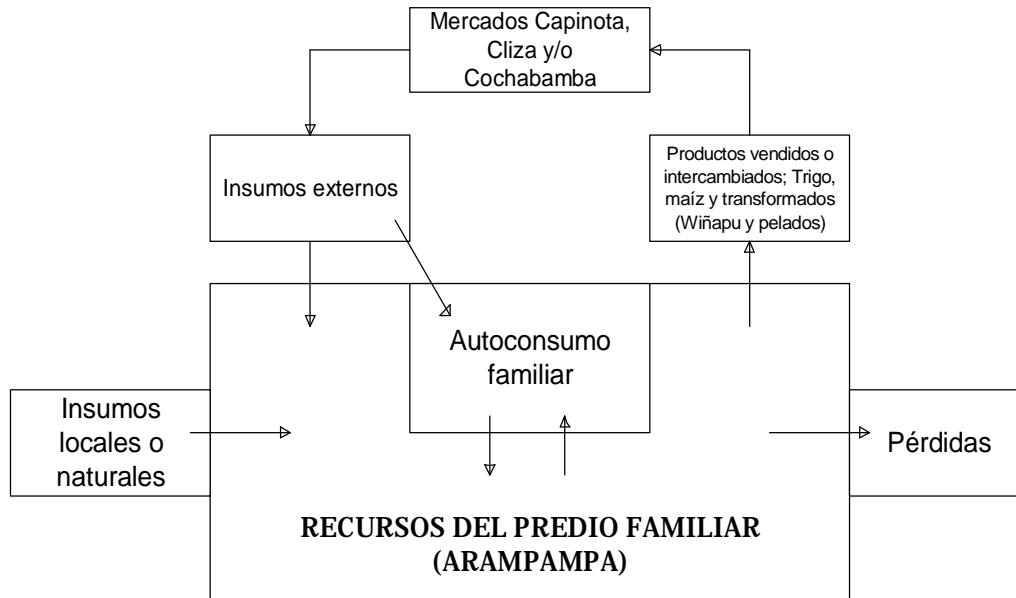 Mercados Capinota,
Cliza y/o
Cochabamba
Insumos externos
Productos vendidos o
intercambiados; Trigo,
maíz y transformados
(Wiñapu y pelados)
Autoconsumo
familiar
Insumos
locales o
naturales
Pérdidas
RECURSOS DEL PREDIO FAMILIAR
(ARAMPAMPA)